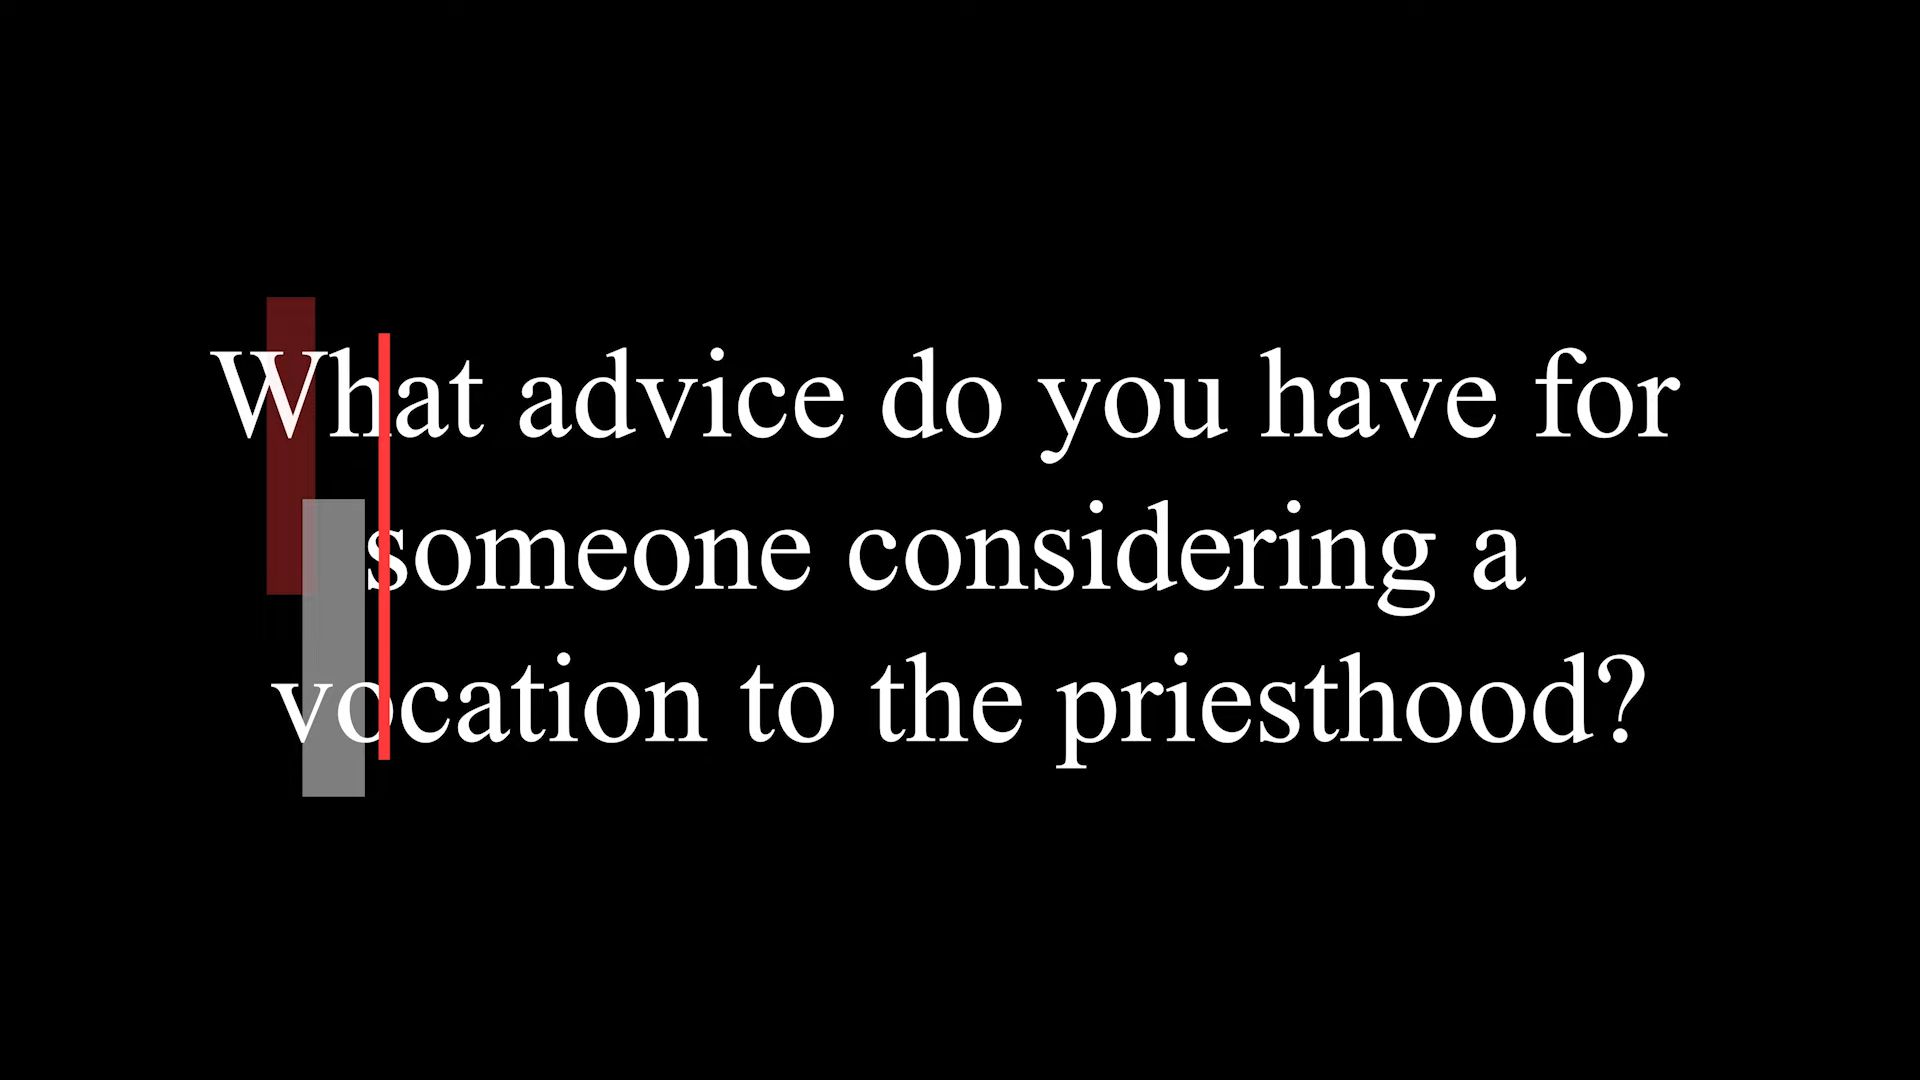 What advice do you have for
someone considering a
vocation to the priesthood?